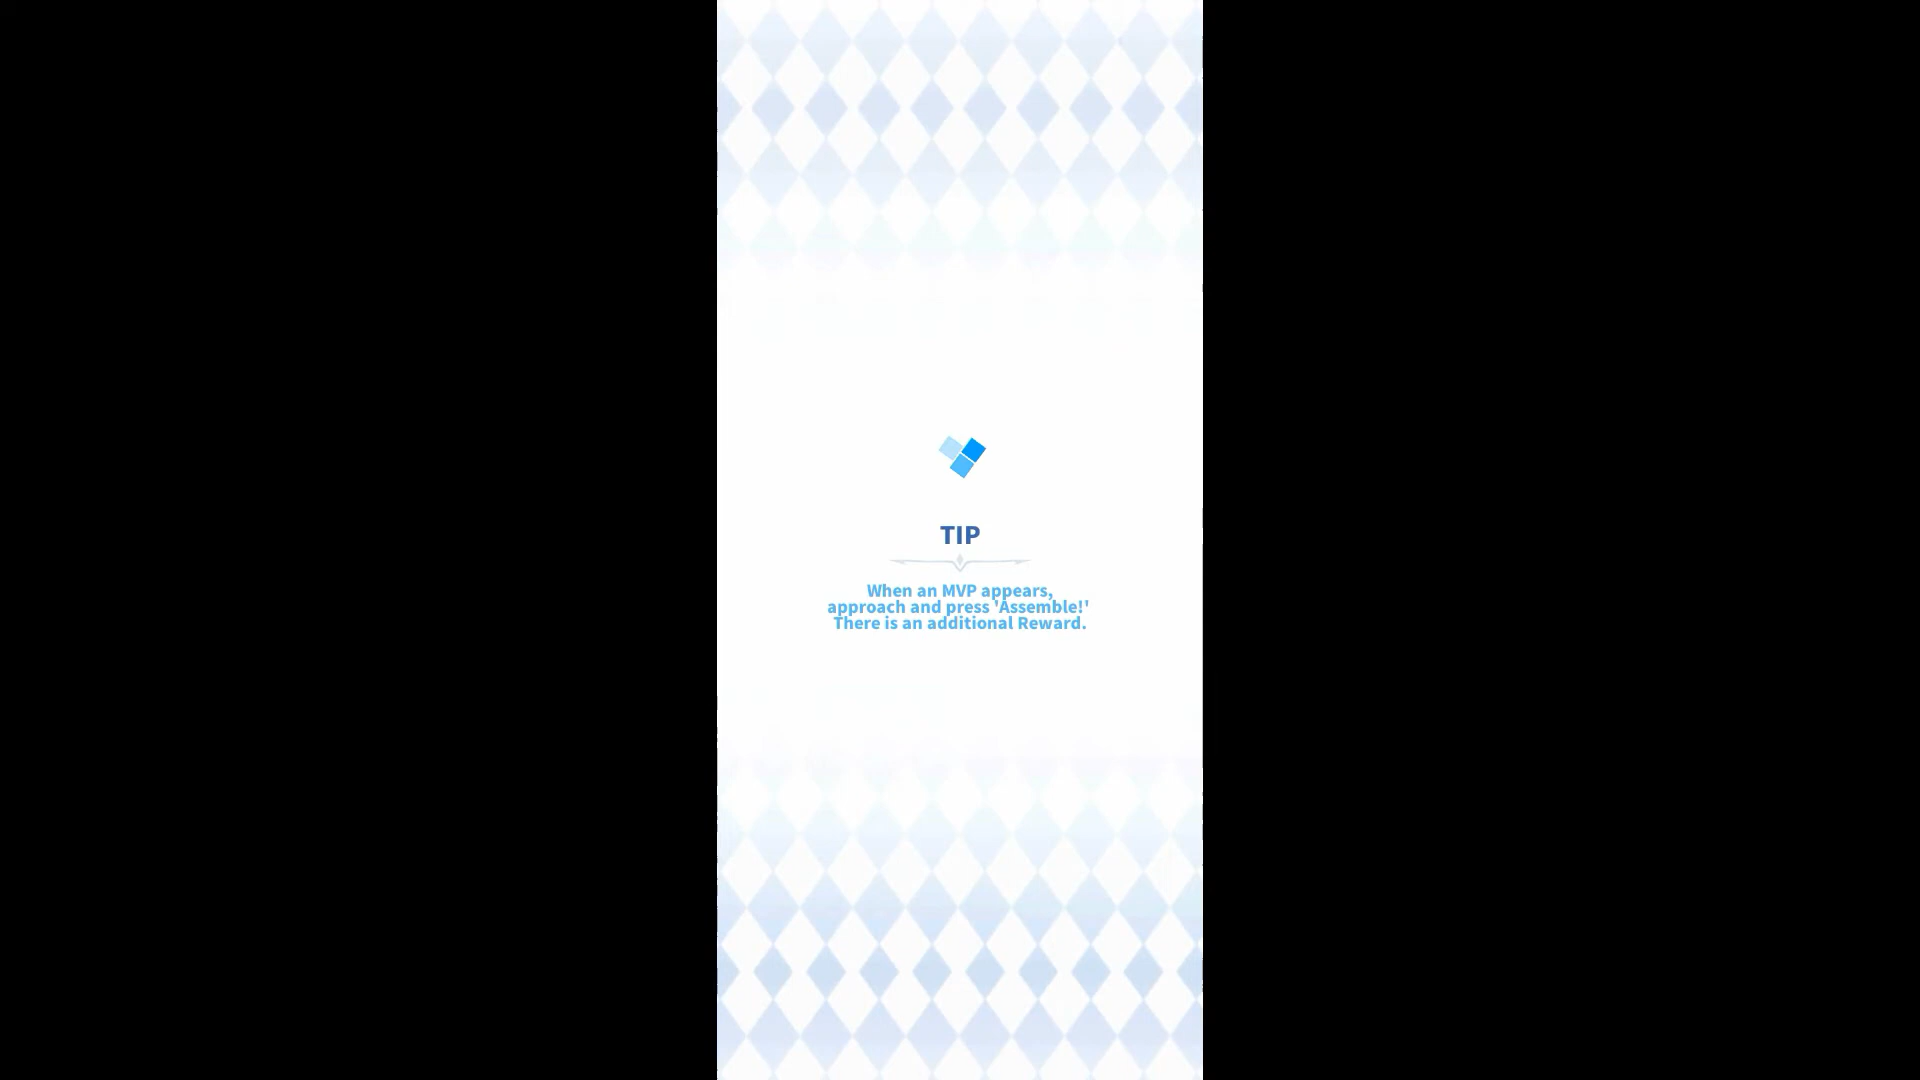 TIP
When an MVP appears,
approach and press 'Assemble!'
There is an additional Reward.